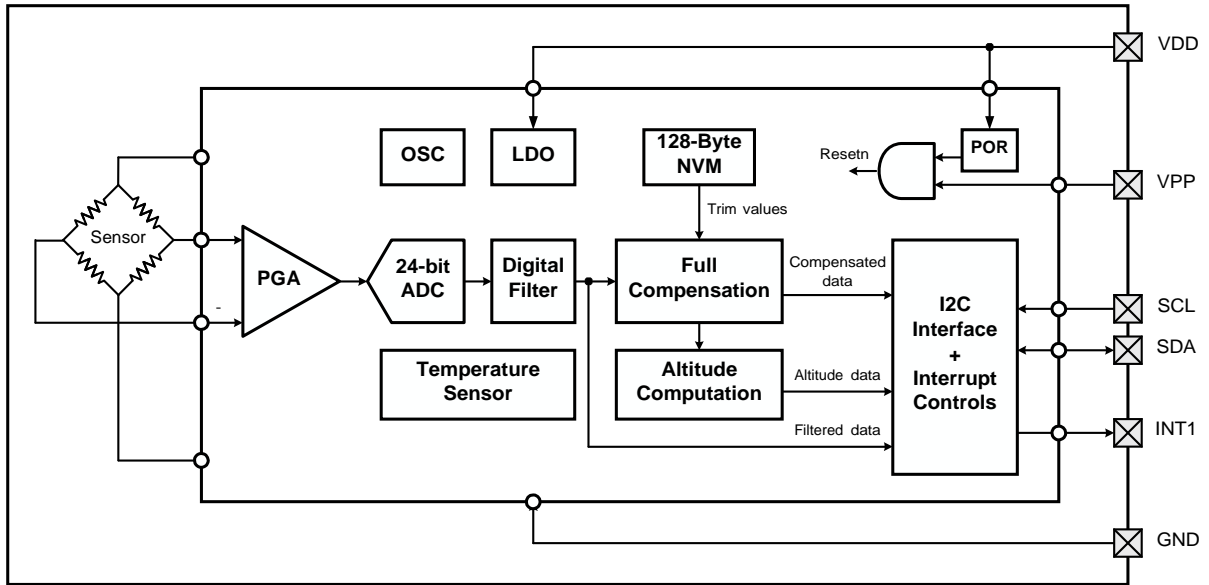 VDD
OSC
LDO
128-Byte
NVM
Resetn
POR
VPP
Trim values
Sensor
PGA
-
24-bit
ADC
Digital
Filter
Full
Compensation
Compensated
data
I2C
Interface
+
Interrupt
Controls
SCL
SDA
Temperature
Sensor
Altitude
Computation
Altitude data
Filtered data
INT1
GND